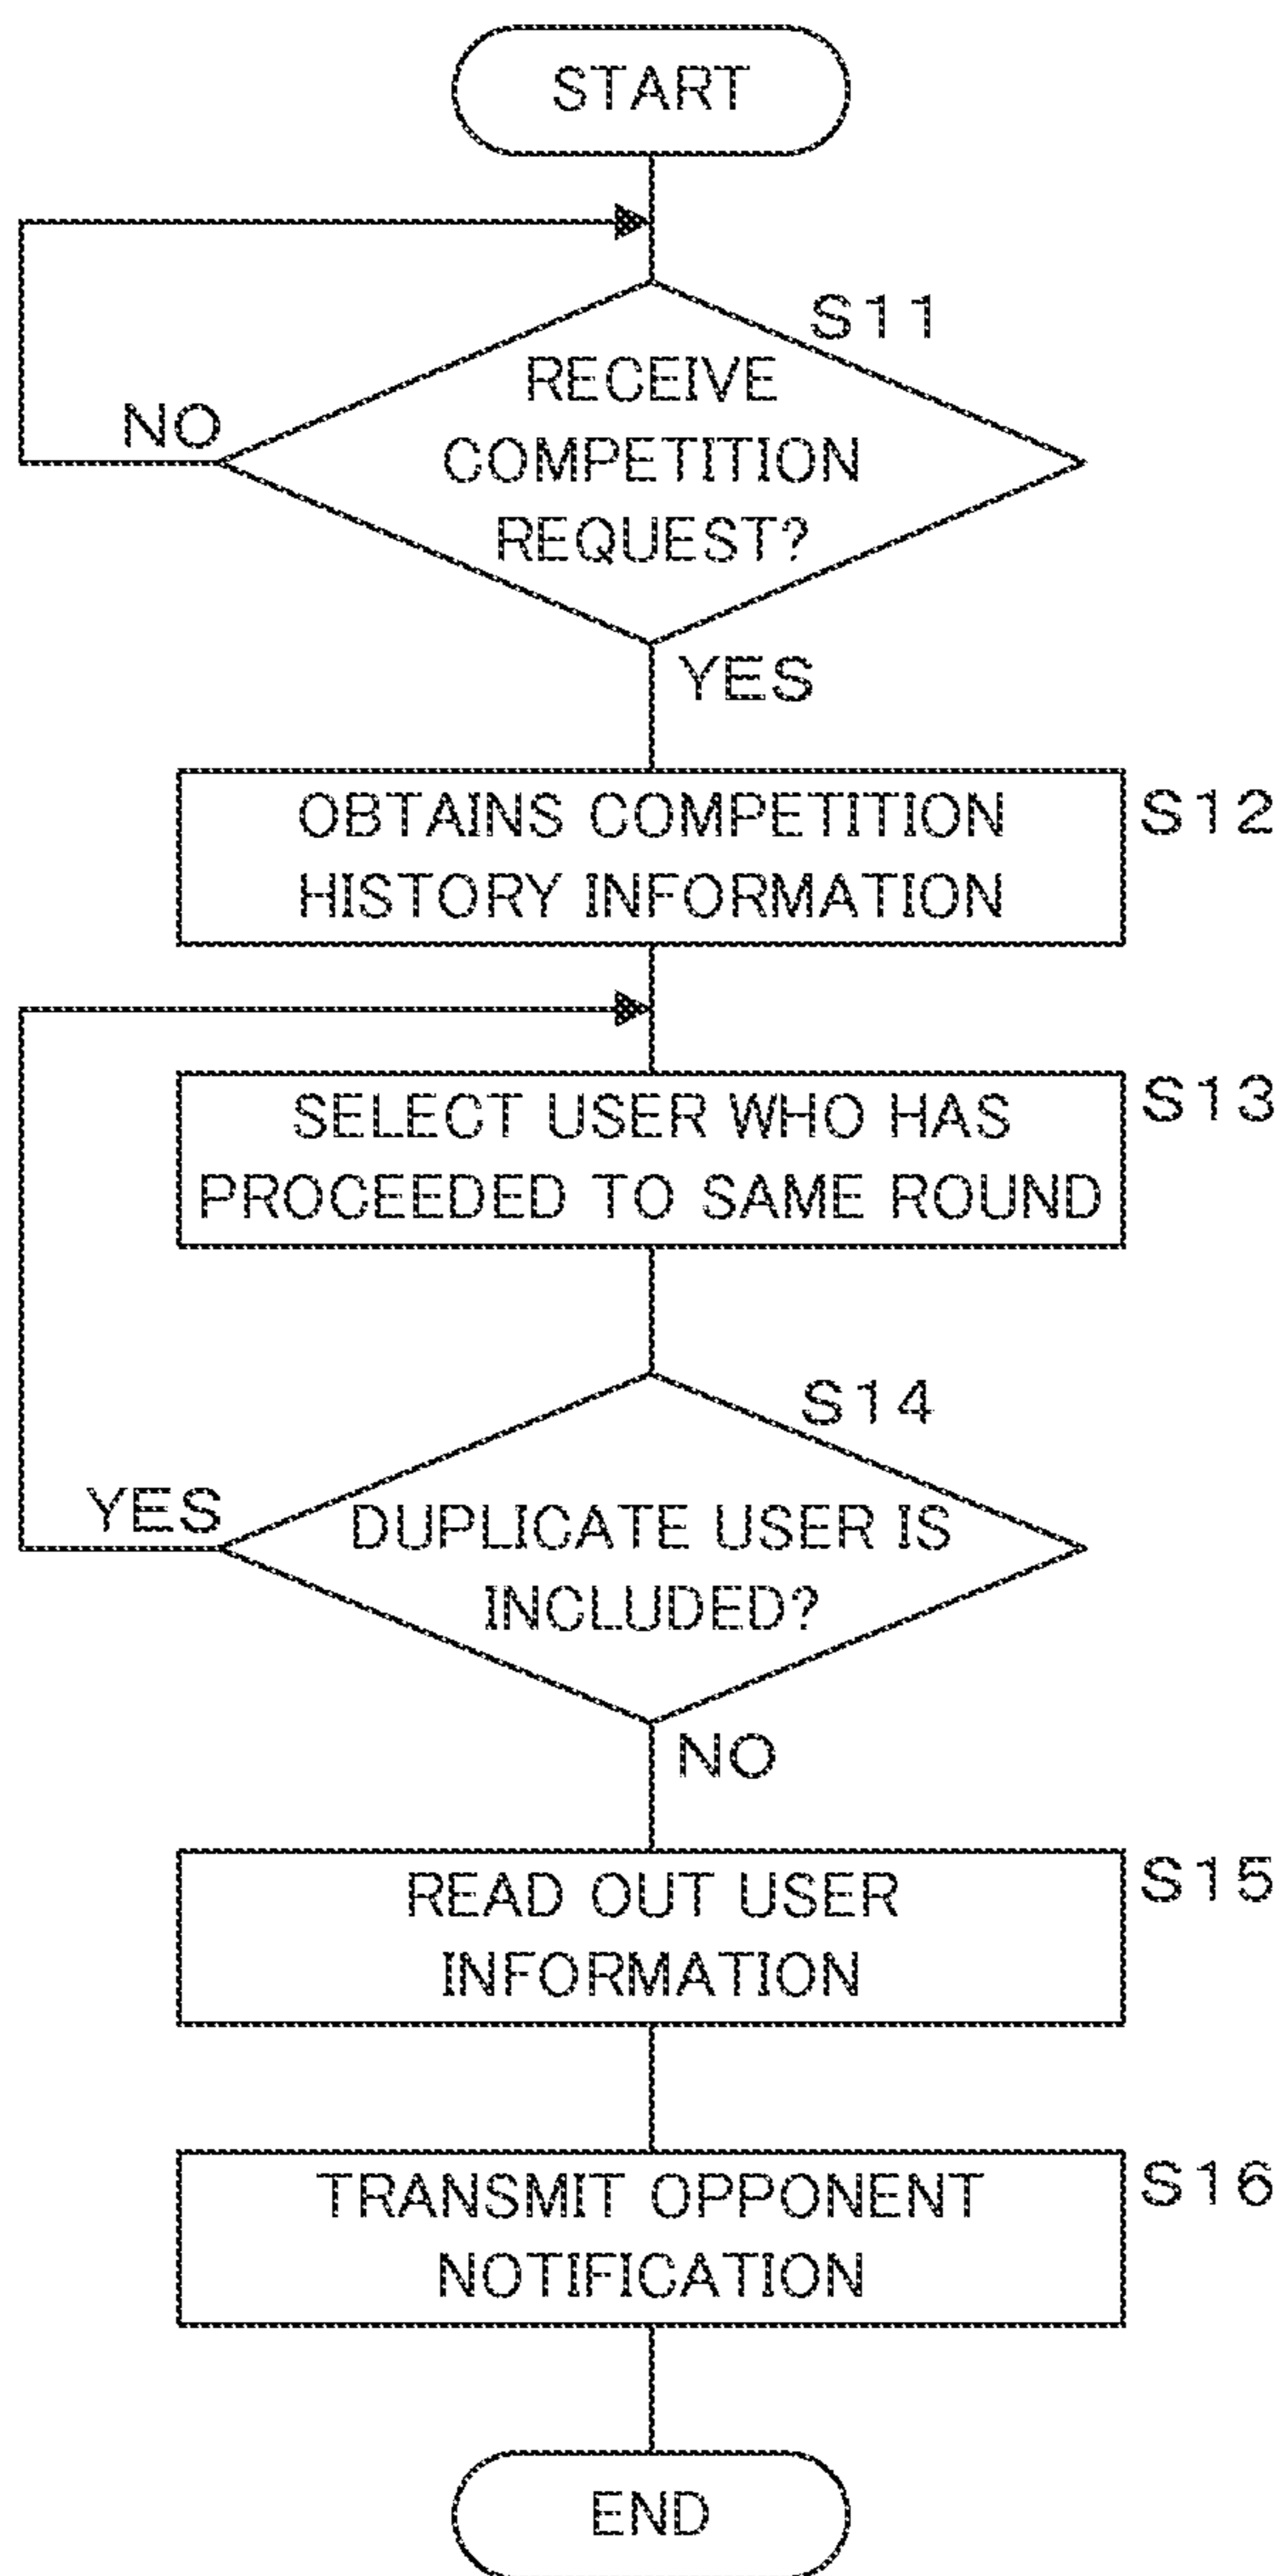 START
S11
RECEIVE
COMPETITION
REQUEST?
NO
YES
OBTAINS COMPETITION
HISTORY INFORMATION
S12
SELECT USER WHO HAS
PROCEEDED TO SAME ROUND
S13
S14
DUPLICATE USER IS
INCLUDED?
YES
NO
READ OUT USER
INFORMATION
S15
TRANSMIT OPPONENT
NOTIFICATION
S16
END